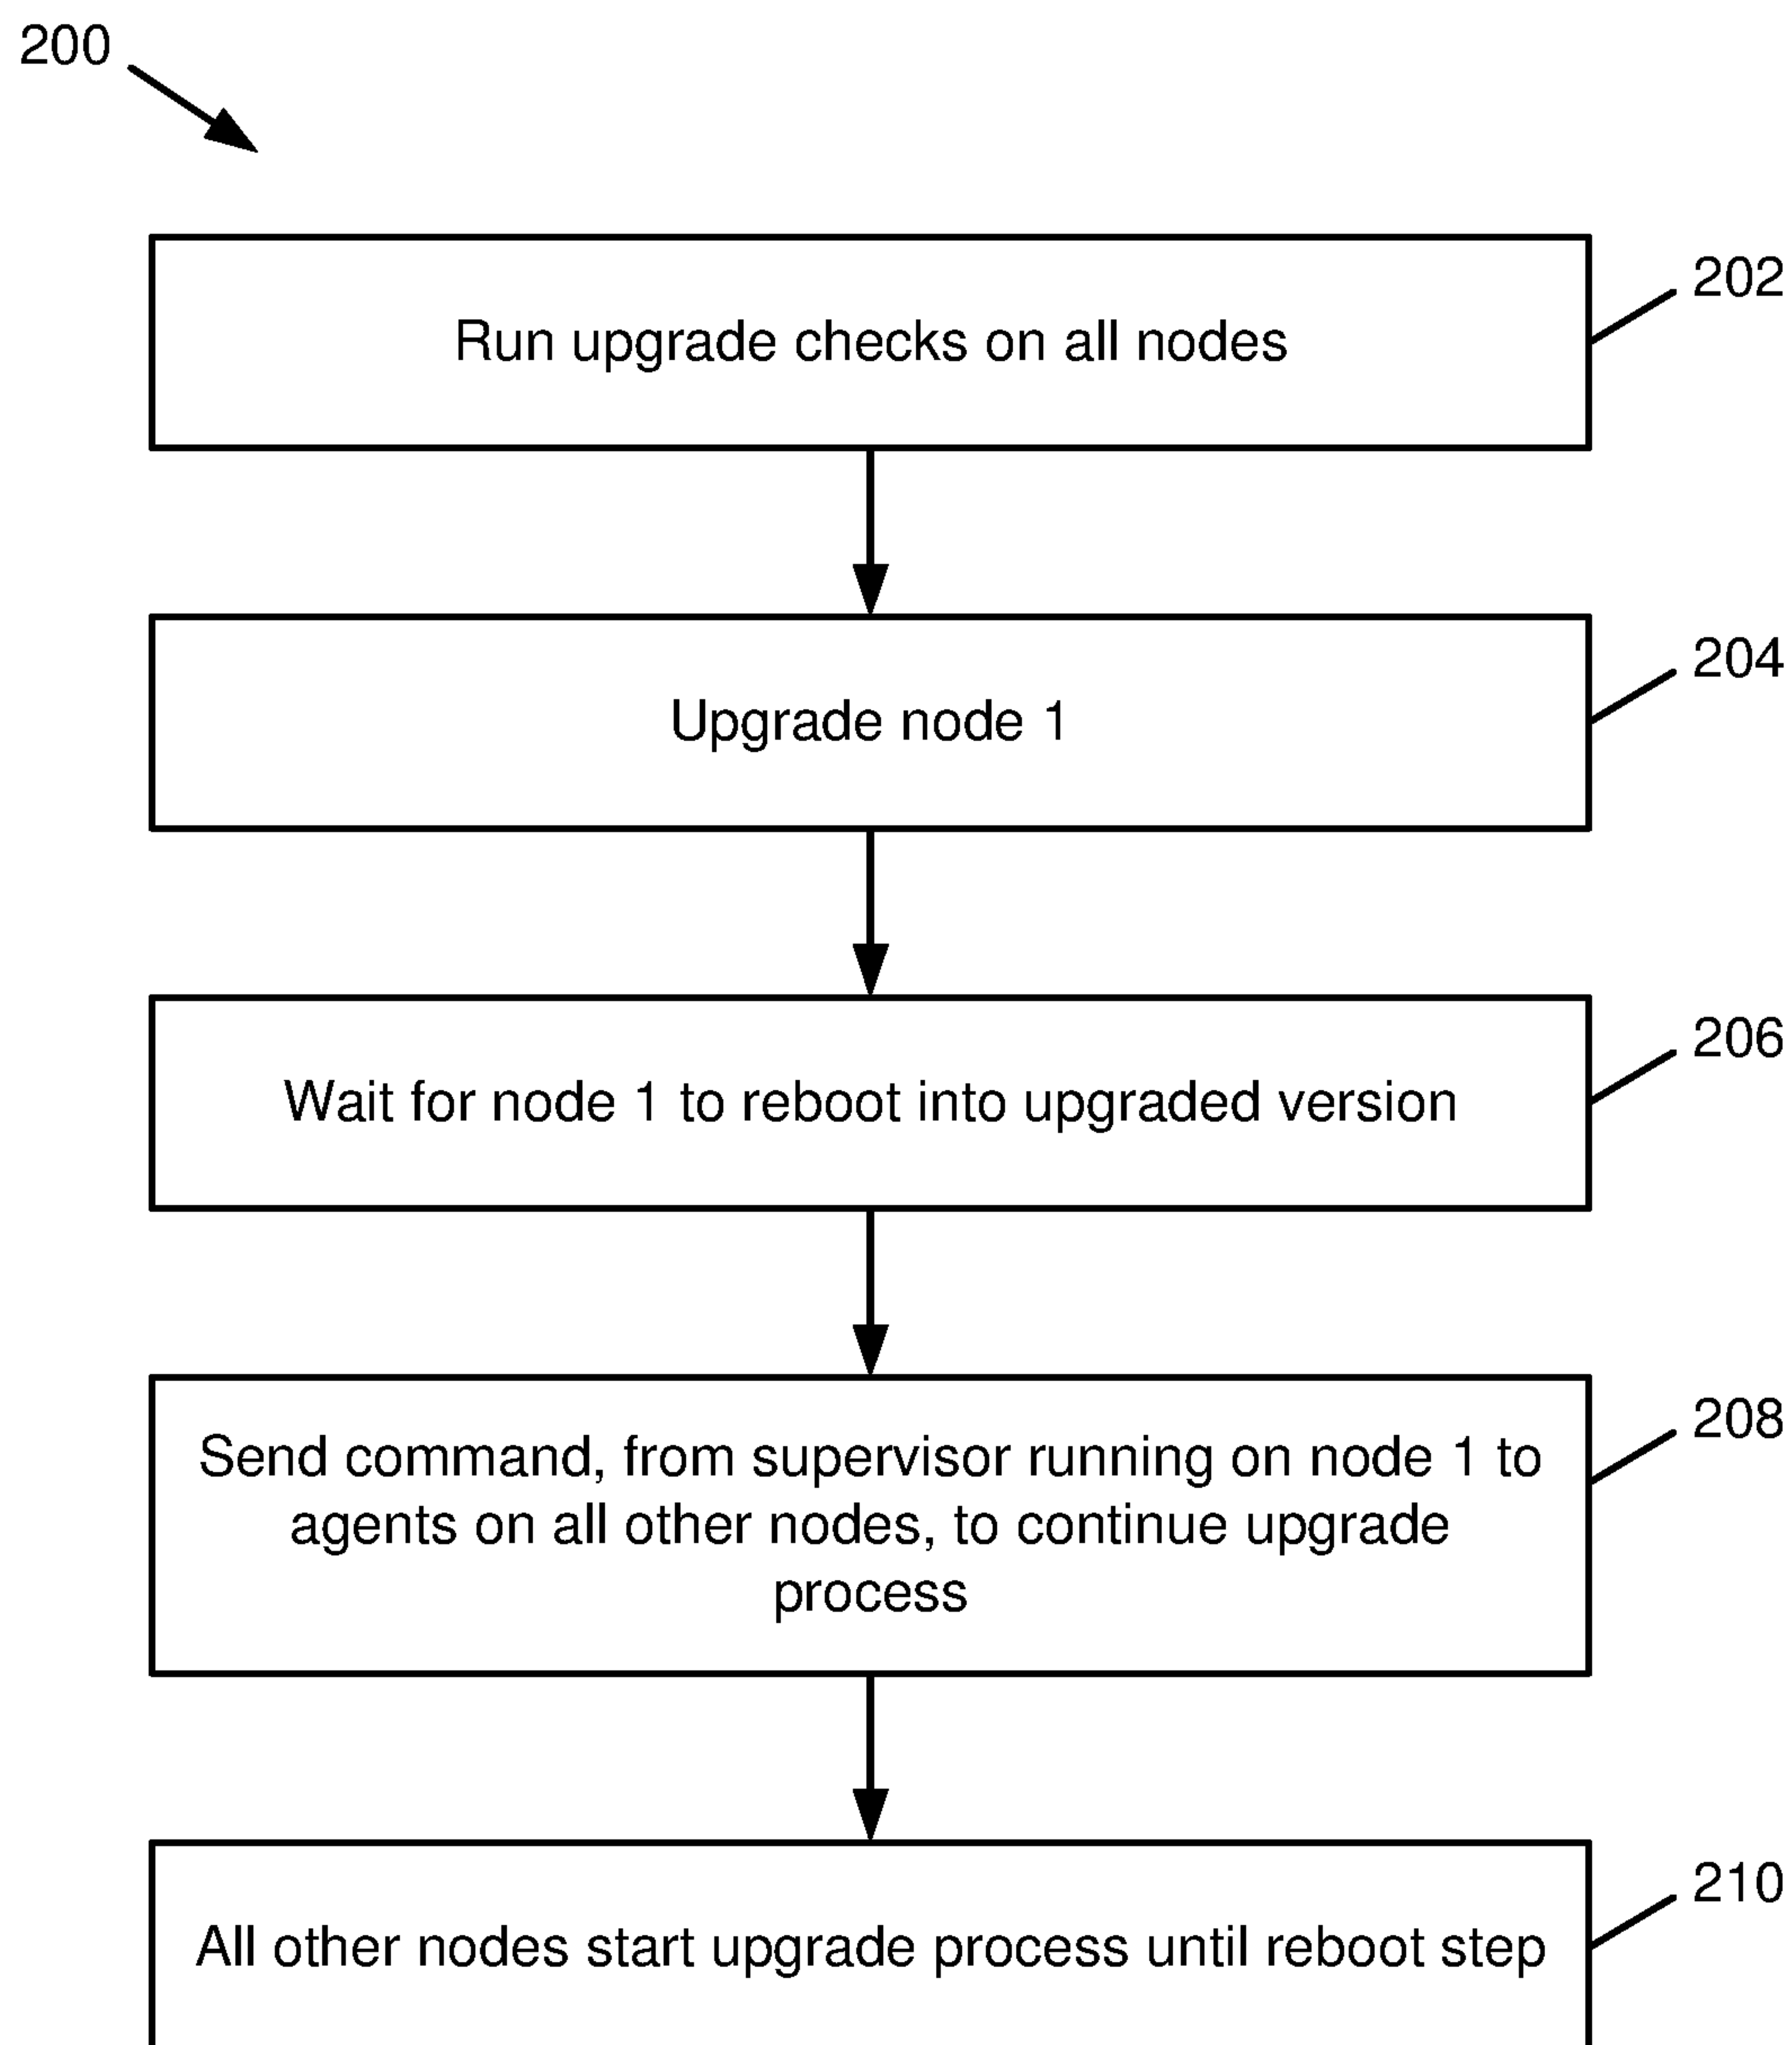 200
202
Run upgrade checks on all nodes
204
Upgrade node 1
206
Wait for node 1 to reboot into upgraded version
208
Send command, from supervisor running on node 1 to
agents on all other nodes, to continue upgrade
process
210
All other nodes start upgrade process until reboot step